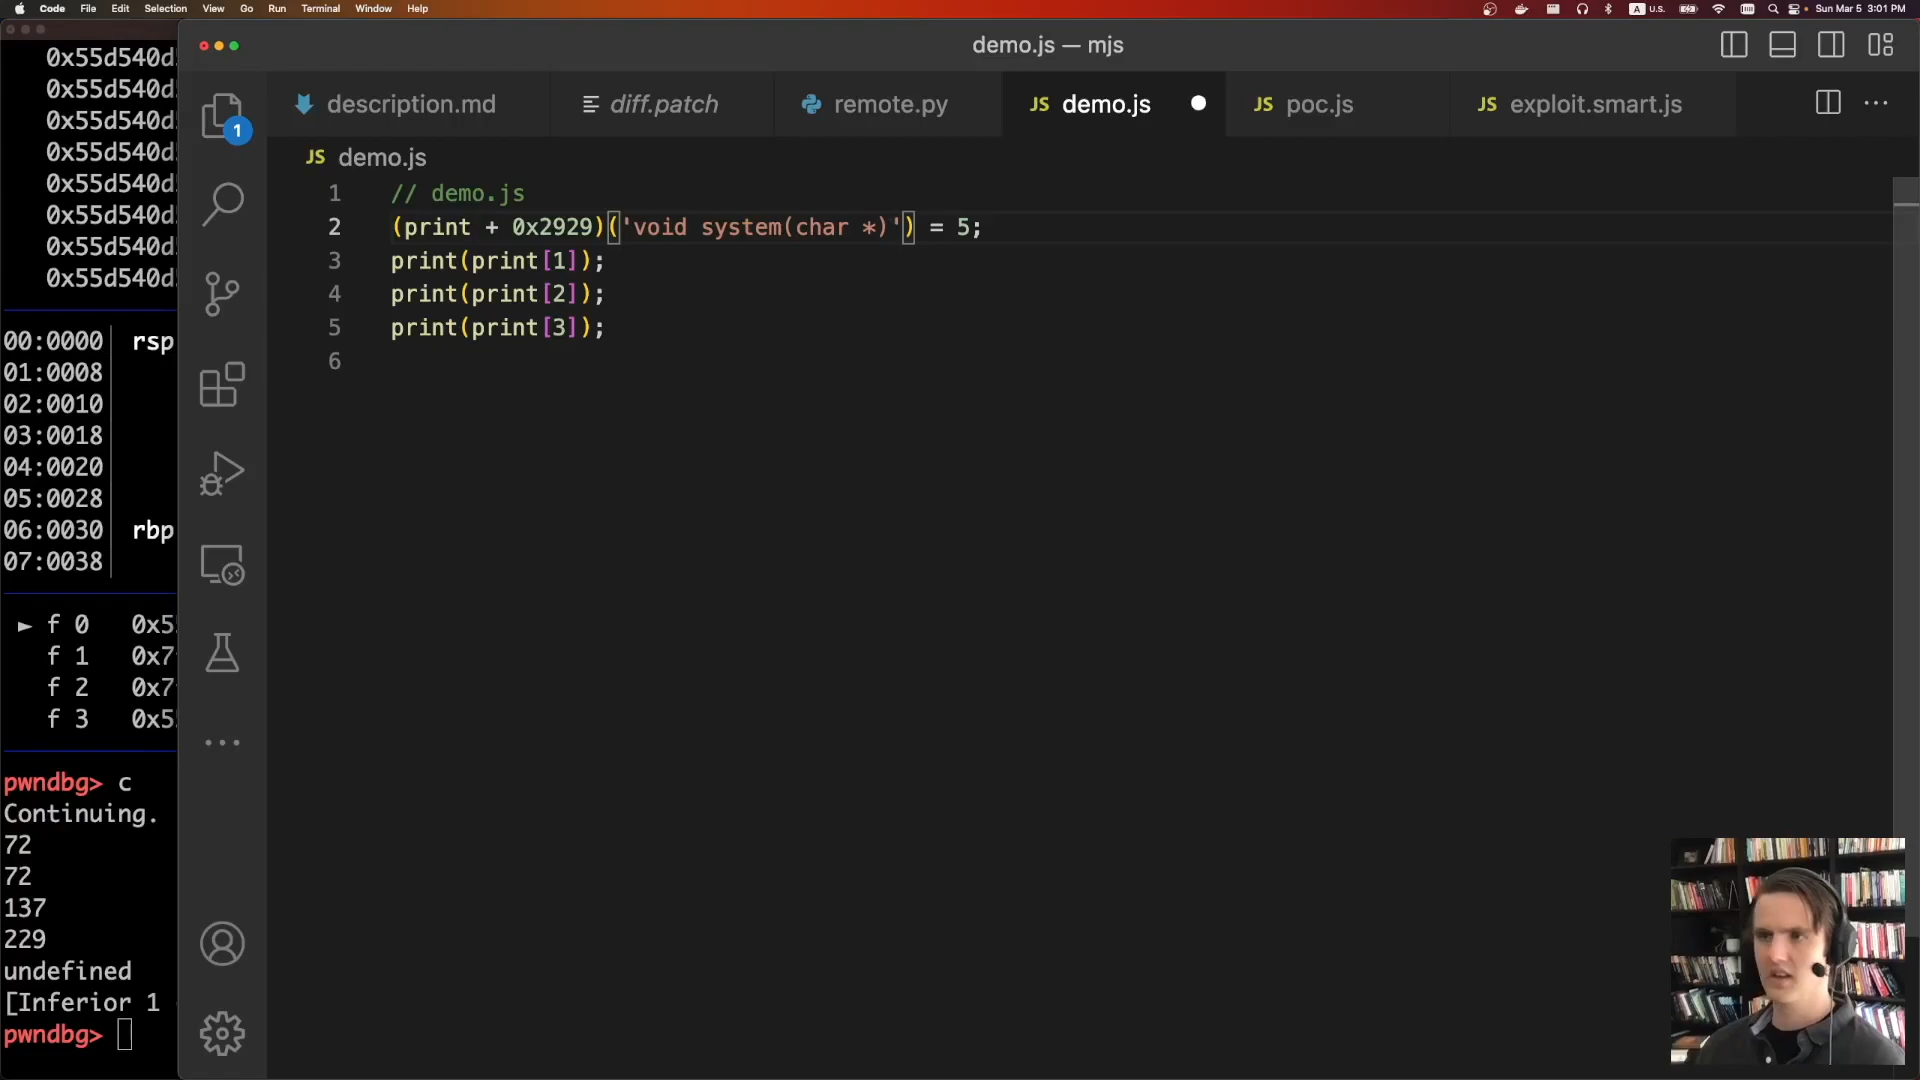 Code File Edit Selection View Go Run Terminal Window Help
A U.S. Sun Mar 5 3:01 PM
demo.js — mjs
description.md diff.patch remote.py JS demo.js JS poc.js JS exploit.smart.js
1
JS demo.js
1 // demo.js
2 (print + 0x2929)('void system(char *)') = 5;
3 print(print[1]);
4 print(print[2]);
5 print(print[3]);
6
0x55d540d
0x55d540d
0x55d540d
0x55d540d
0x55d540d
0x55d540d
0x55d540d
0x55d540d
00:0000 rsp
01:0008
02:0010
03:0018
04:0020
05:0028
06:0030 rbp
07:0038
► f 0 0x5
f 1 0x7
f 2 0x7
f 3 0x5
pwndbg> c
Continuing.
72
72
137
229
undefined
[Inferior 1
pwndbg>